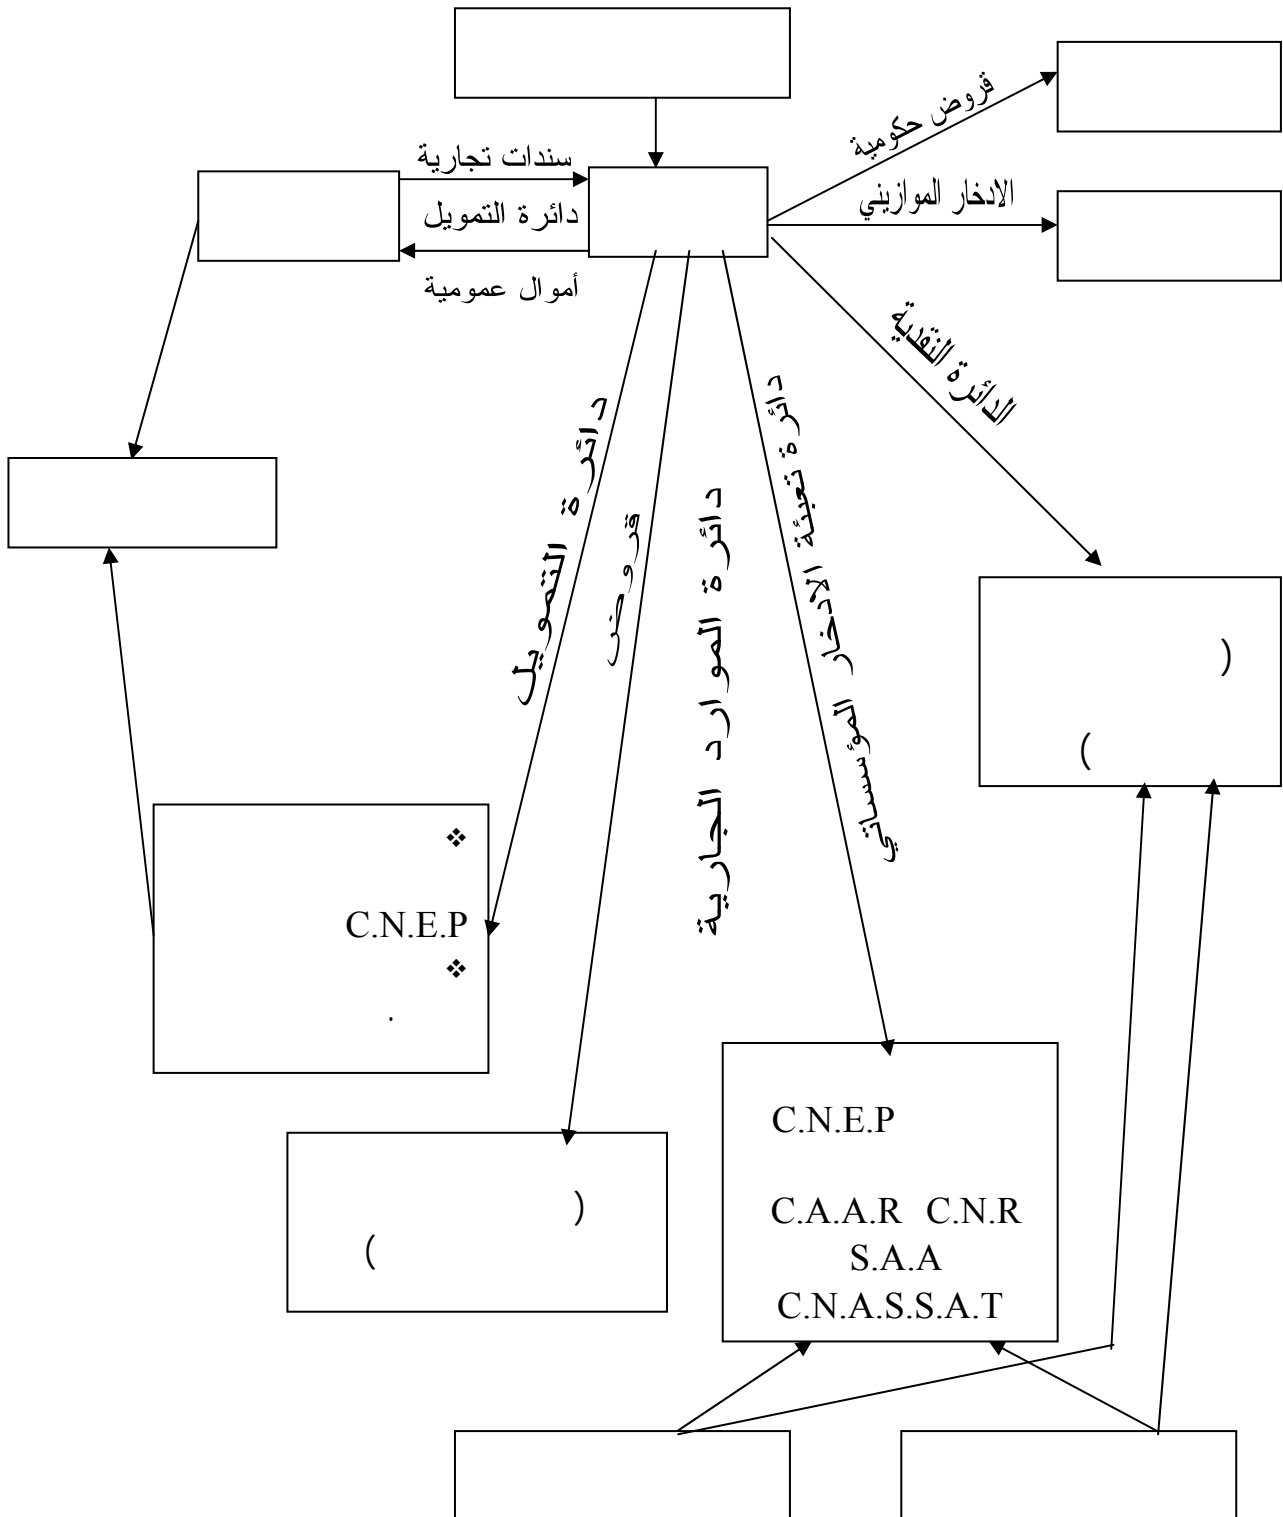 قروض حكومية
سندات تجارية
الادخار الموازيني
دائرة التمويل
أموال عمومية
الدائرة النقدية
دائرة التمويل
قروض
دائرة الموارد الجارية
دائرة تعبئة الادخار المؤسساتي
(
)
❖
C.N.E.P
❖
.
C.N.E.P
(
)
C.A.A.R C.N.R
S.A.A
C.N.A.S.S.A.T